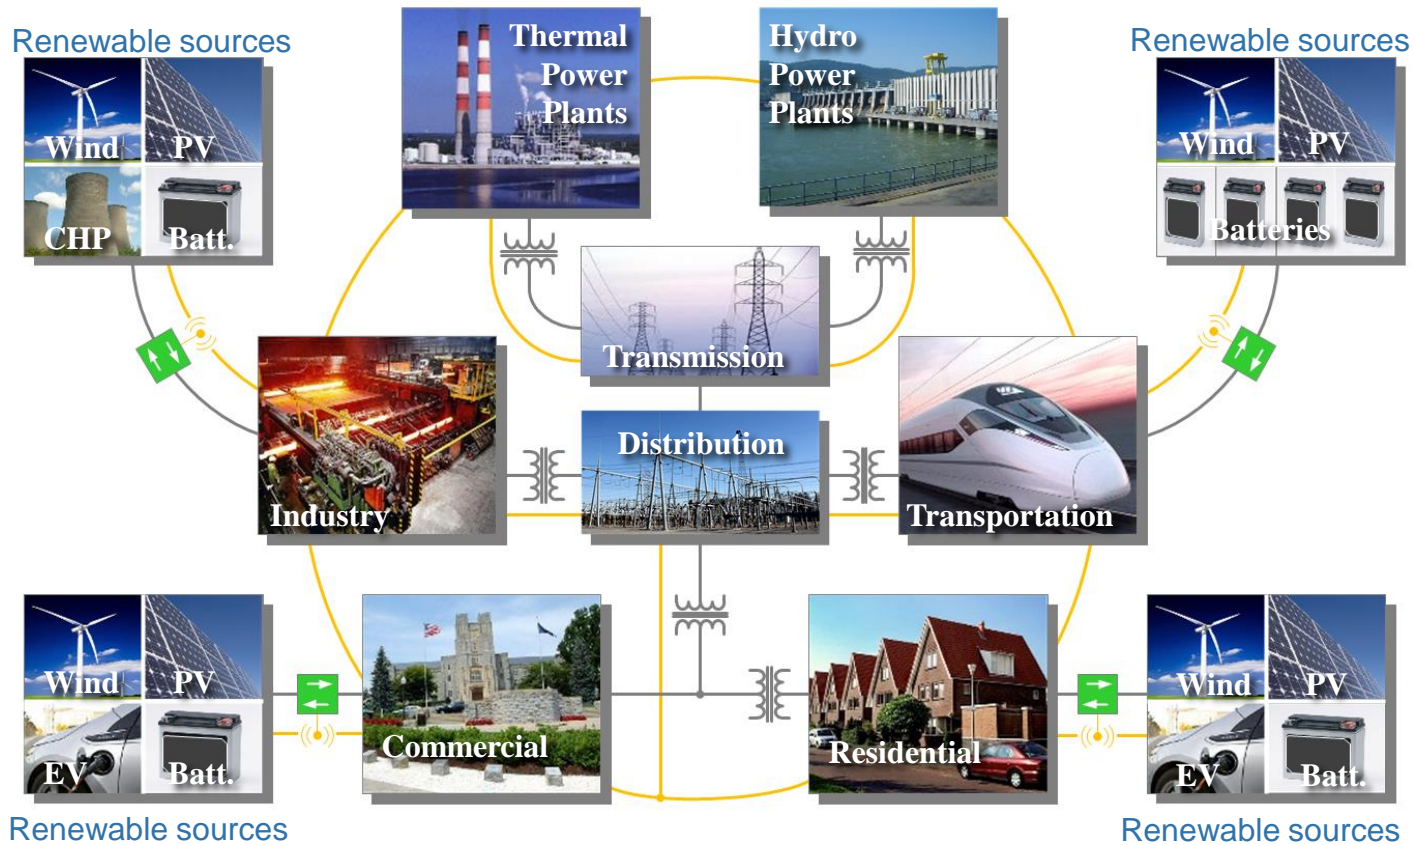 Renewable sources
Thermal
Power
Plants
Hydro
Power
Plants
Renewable sources
Wind
PV
CHP
Batt.
Wind
PV
Batteries
Transmission
Distribution
Industry
Transportation
Wind
PV
EV
Batt.
Commercial
Residential
Wind
PV
EV
Batt.
Renewable sources
Renewable sources